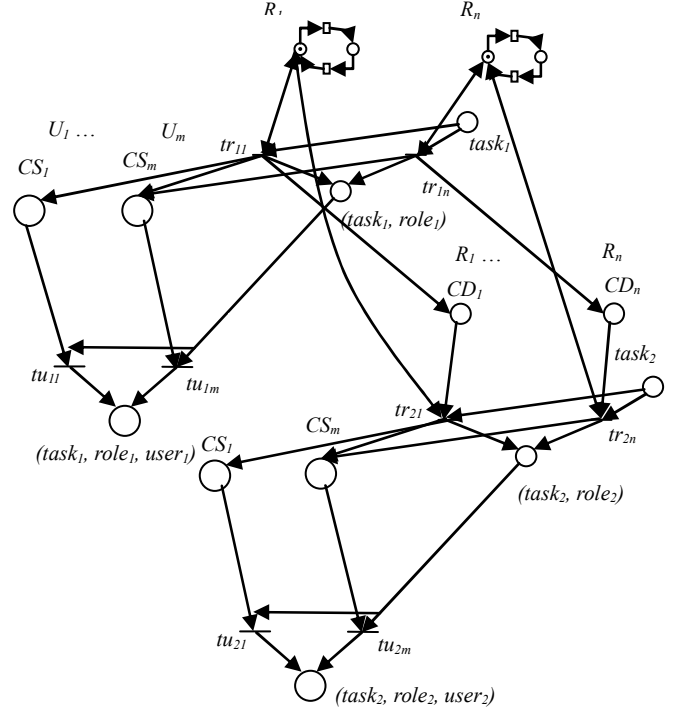 R₁ Rₙ
U₁ … Uₘ
tr₁₁ task₁
CS₁ CSₘ tr₁ₙ
(task₁, role₁)
R₁ … Rₙ
CD₁ CDₙ
task₂
tu₁₁ tu₁ₘ
tr₂₁ tr₂ₙ
(task₁, role₁, user₁)
CS₁ CSₘ
(task₂, role₂)
tu₂₁ tu₂ₘ
(task₂, role₂, user₂)